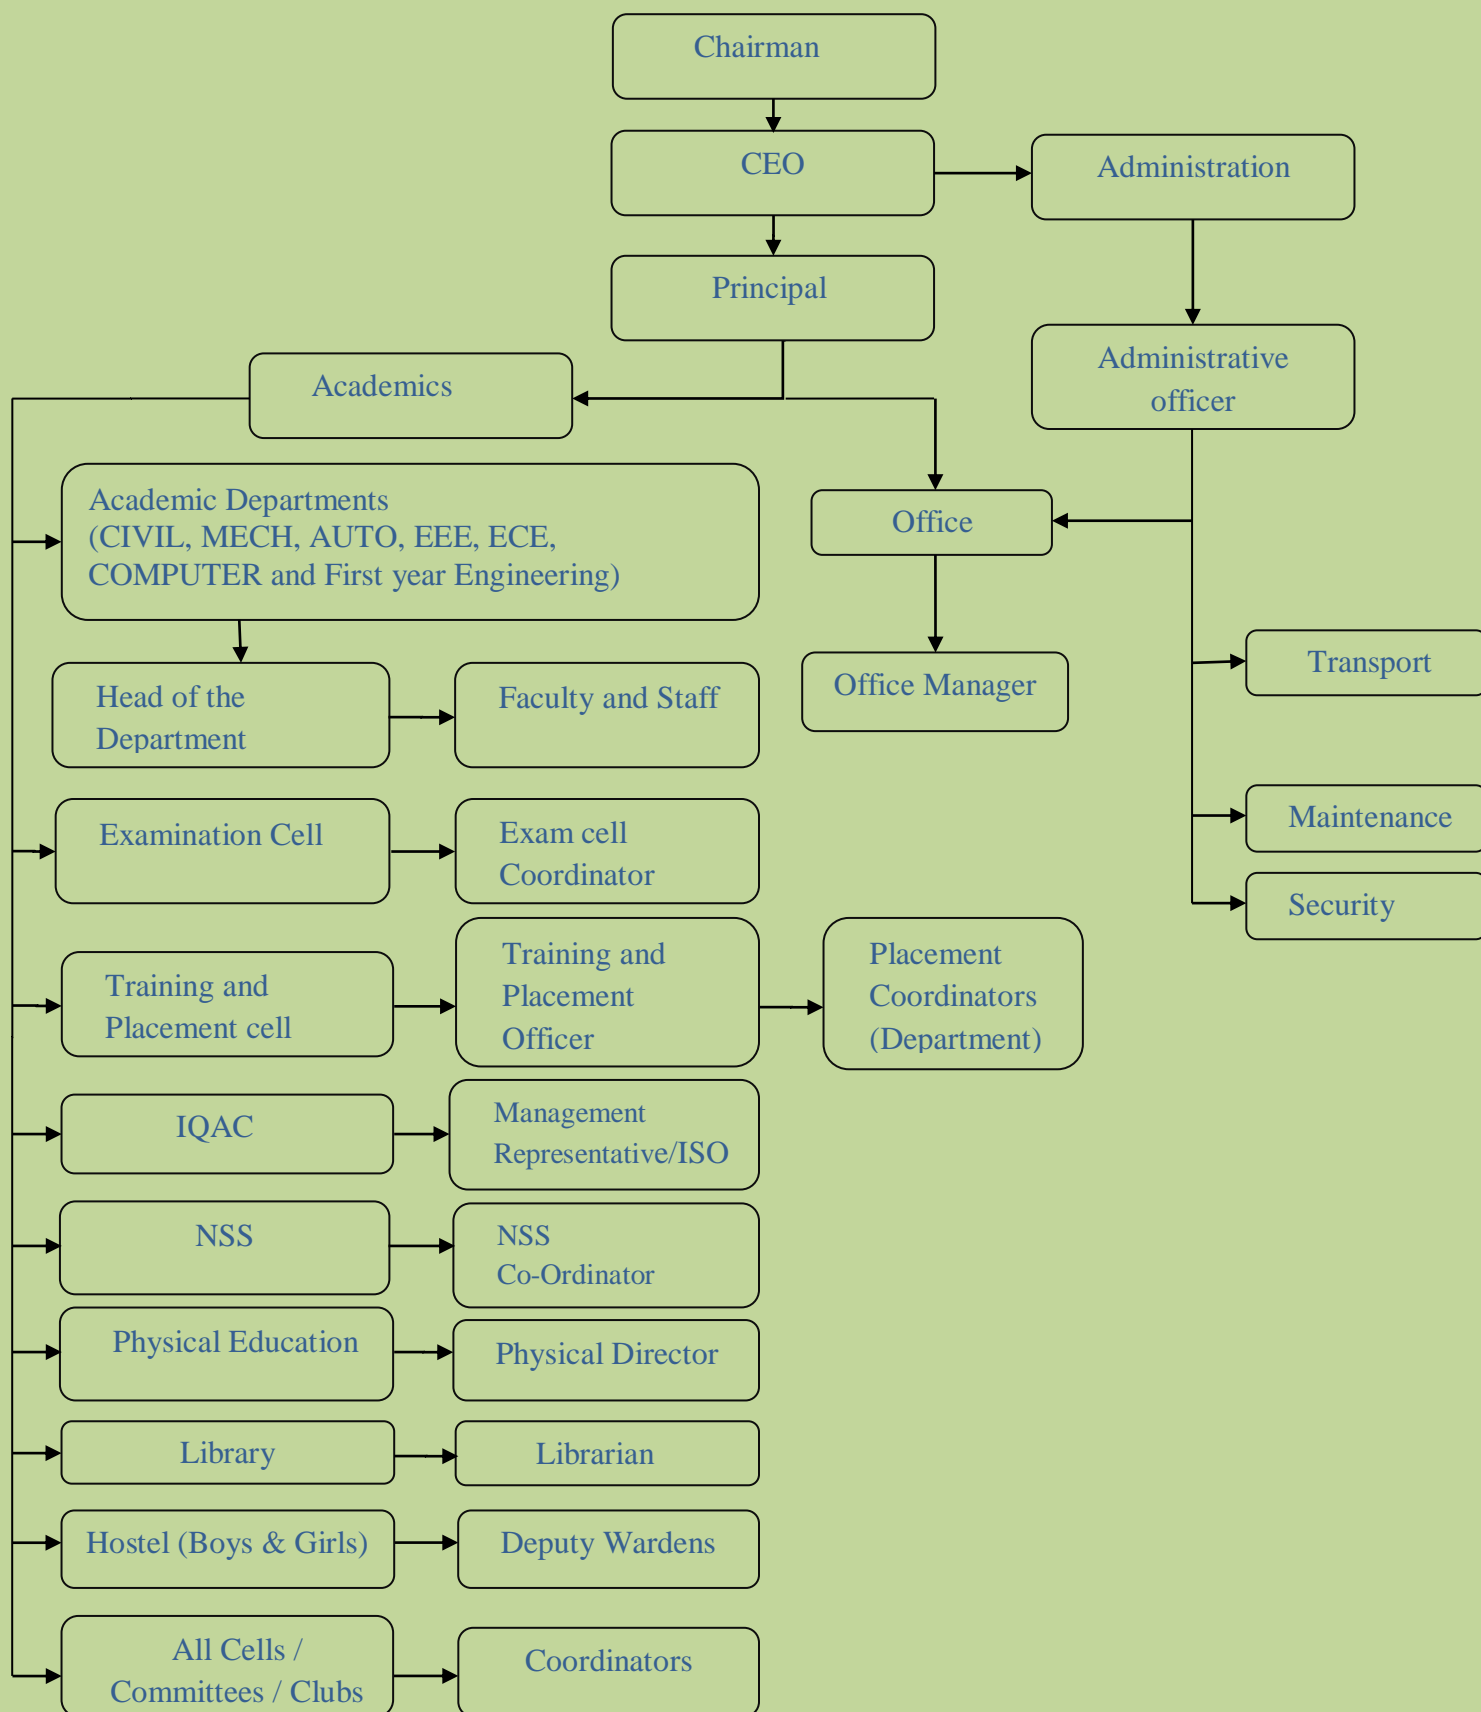 Chairman
CEO
Administration
Principal
Administrative
officer
Academics
Academic Departments
(CIVIL, MECH, AUTO, EEE, ECE,
COMPUTER and First year Engineering)
Office
Head of the
Department
Faculty and Staff
Office Manager
Transport
Examination Cell
Exam cell
Coordinator
Maintenance
Security
Training and
Placement cell
Training and
Placement
Officer
Placement
Coordinators
(Department)
IQAC
Management
Representative/ISO
NSS
NSS
Co-Ordinator
Physical Education
Physical Director
Library
Librarian
Hostel (Boys & Girls)
Deputy Wardens
All Cells /
Committees / Clubs
Coordinators